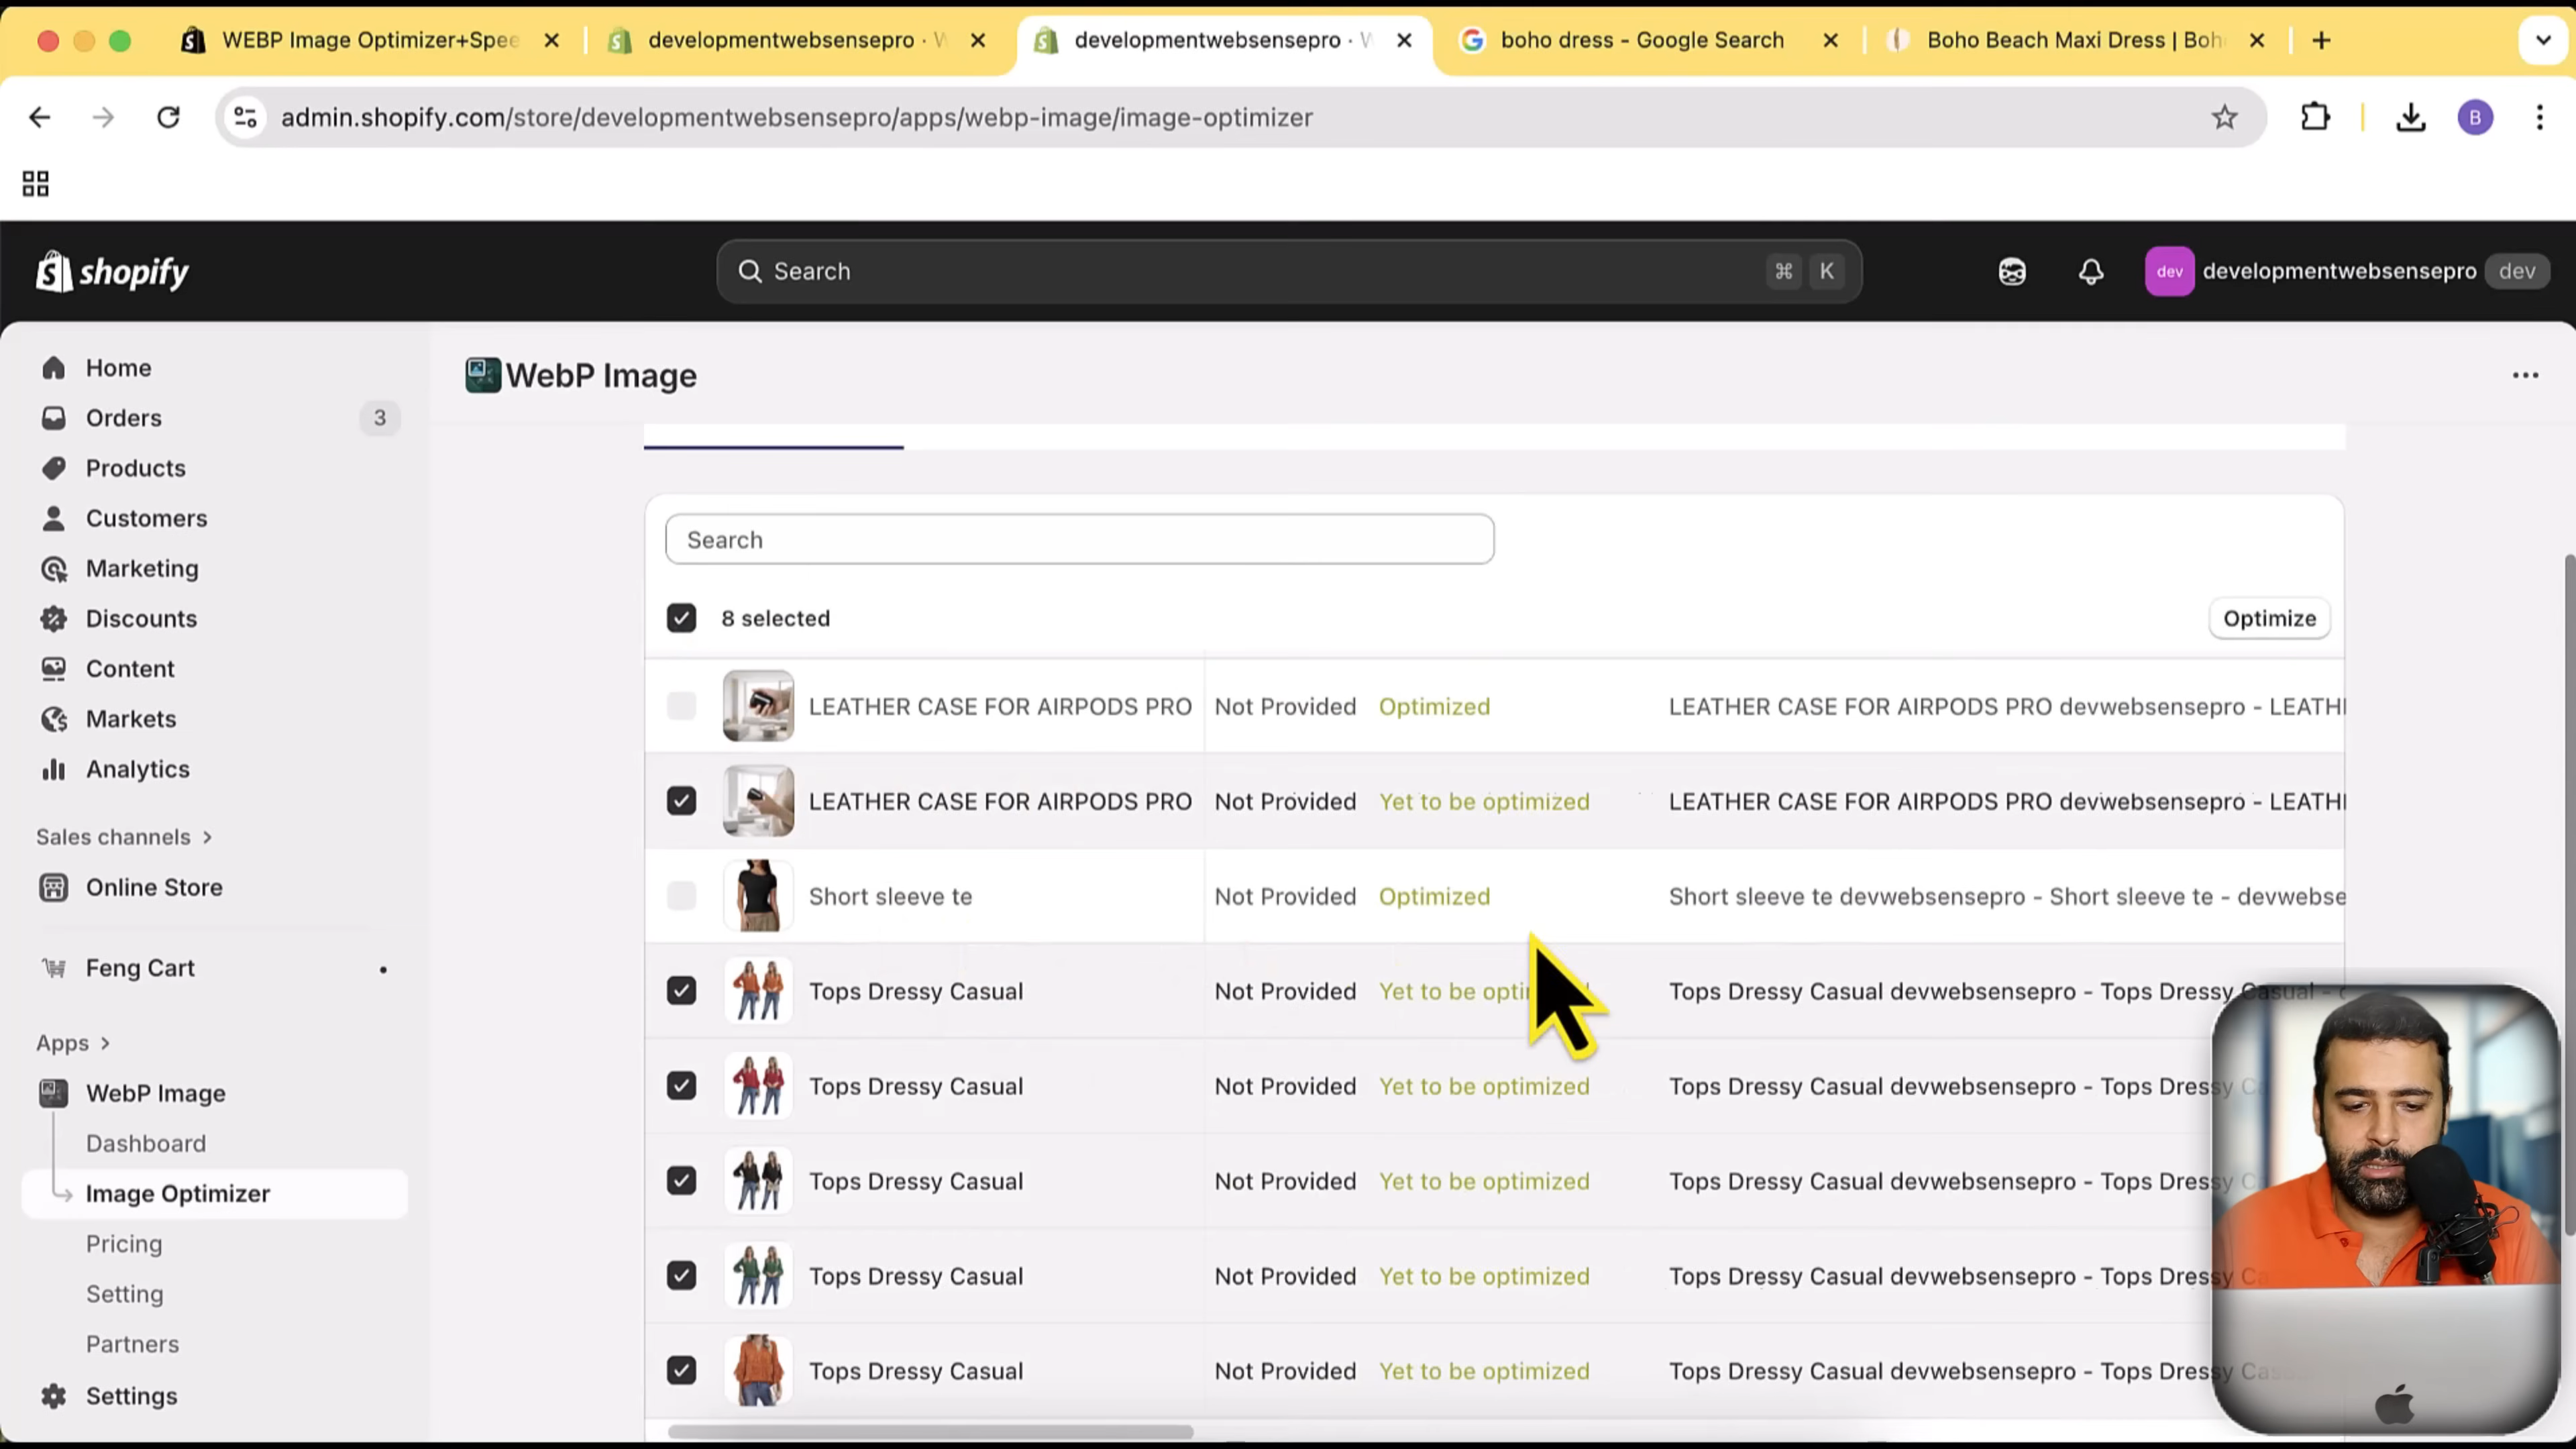 WEBP Image Optimizer+Spee
developmentwebsensepro · W
developmentwebsensepro · W
boho dress - Google Search
Boho Beach Maxi Dress | Boh
admin.shopify.com/store/developmentwebsensepro/apps/webp-image/image-optimizer
B
shopify
Search
⌘ K
dev
developmentwebsensepro
dev
Home
Orders
3
Products
Customers
Marketing
Discounts
Content
Markets
Analytics
Sales channels
Online Store
Feng Cart
Apps
WebP Image
Dashboard
Image Optimizer
Pricing
Setting
Partners
Settings
WebP Image
Search
8 selected
Optimize
LEATHER CASE FOR AIRPODS PRO Not Provided Optimized LEATHER CASE FOR AIRPODS PRO devwebsensepro - LEATH
LEATHER CASE FOR AIRPODS PRO Not Provided Yet to be optimized LEATHER CASE FOR AIRPODS PRO devwebsensepro - LEATH
Short sleeve te Not Provided Optimized Short sleeve te devwebsensepro - Short sleeve te - devwebse
Tops Dressy Casual Not Provided Yet to be opti Tops Dressy Casual devwebsensepro - Tops Dressy Casual -
Tops Dressy Casual Not Provided Yet to be optimized Tops Dressy Casual devwebsensepro - Tops Dressy
Tops Dressy Casual Not Provided Yet to be optimized Tops Dressy Casual devwebsensepro - Tops Dressy
Tops Dressy Casual Not Provided Yet to be optimized Tops Dressy Casual devwebsensepro - Tops Dressy
Tops Dressy Casual Not Provided Yet to be optimized Tops Dressy Casual devwebsensepro - Tops Dressy